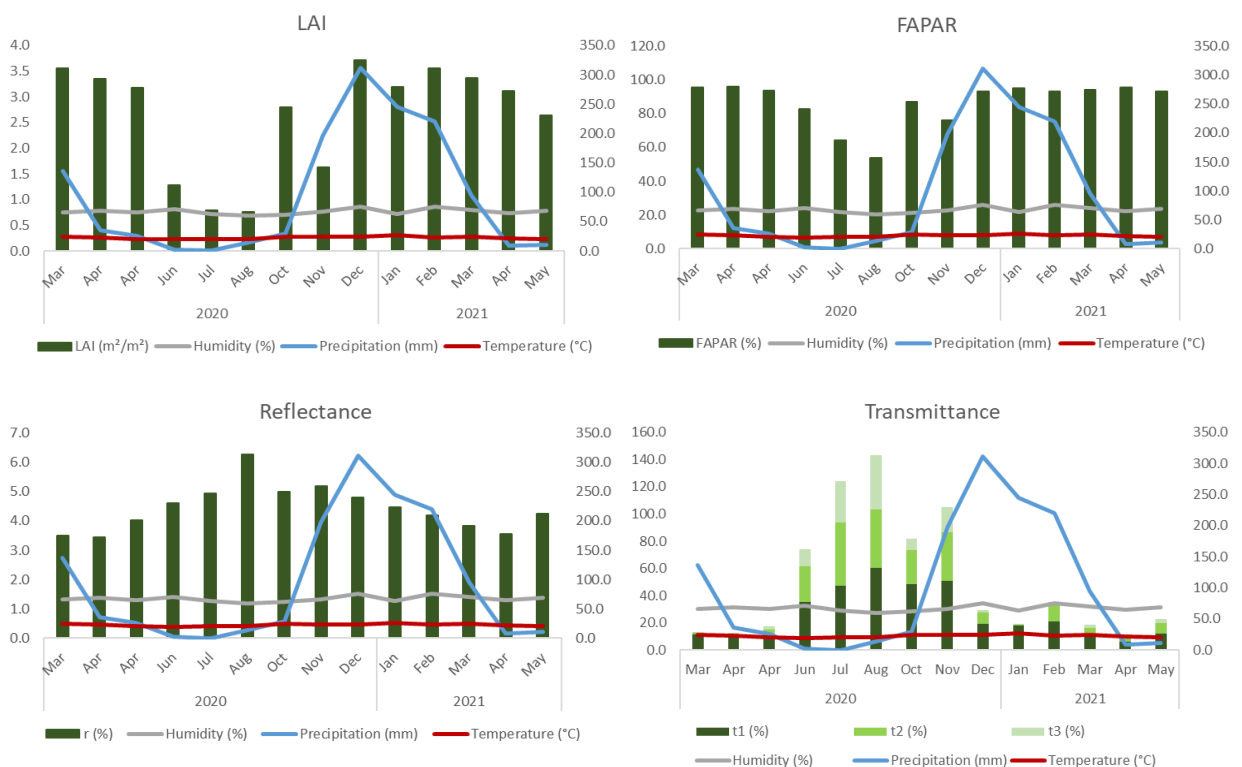 LAI
4.0 350.0
3.5 300.0
3.0 250.0
2.5 200.0
2.0
1.5 150.0
1.0 100.0
0.5 50.0
0.0 0.0
Mar Apr Apr Jun Jul Aug Oct Nov Dec Jan Feb Mar Apr May
2020 2021
LAI (m²/m²) Humidity (%) Precipitation (mm) Temperature (°C)
FAPAR
120.0 350.0
100.0 300.0
80.0 250.0
60.0 200.0
150.0
40.0 100.0
20.0 50.0
0.0 0.0
Mar Apr Apr Jun Jul Aug Oct Nov Dec Jan Feb Mar Apr May
2020 2021
FAPAR (%) Humidity (%) Precipitation (mm) Temperature (°C)
Reflectance
7.0 350.0
6.0 300.0
5.0 250.0
4.0 200.0
3.0 150.0
2.0 100.0
1.0 50.0
0.0 0.0
Mar Apr Apr Jun Jul Aug Oct Nov Dec Jan Feb Mar Apr May
2020 2021
r (%) Humidity (%) Precipitation (mm) Temperature (°C)
Transmittance
160.0 350.0
140.0 300.0
120.0 250.0
100.0 200.0
80.0
60.0 150.0
40.0 100.0
20.0 50.0
0.0 0.0
Mar Apr Apr Jun Jul Aug Oct Nov Dec Jan Feb Mar Apr May
2020 2021
t1 (%) t2 (%) t3 (%)
Humidity (%) Precipitation (mm) Temperature (°C)